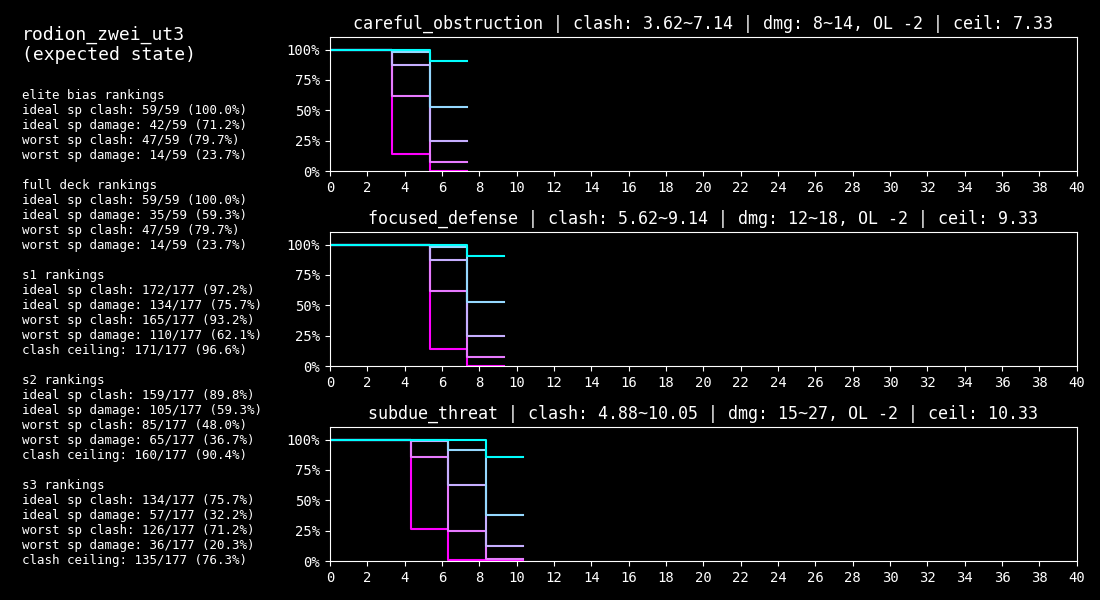 rodion_zwei_ut3
(expected state)
elite bias rankings
ideal sp clash: 59/59 (100.0%)
ideal sp damage: 42/59 (71.2%)
worst sp clash: 47/59 (79.7%)
worst sp damage: 14/59 (23.7%)
full deck rankings
ideal sp clash: 59/59 (100.0%)
ideal sp damage: 35/59 (59.3%)
worst sp clash: 47/59 (79.7%)
worst sp damage: 14/59 (23.7%)
s1 rankings
ideal sp clash: 172/177 (97.2%)
ideal sp damage: 134/177 (75.7%)
worst sp clash: 165/177 (93.2%)
worst sp damage: 110/177 (62.1%)
clash ceiling: 171/177 (96.6%)
s2 rankings
ideal sp clash: 159/177 (89.8%)
ideal sp damage: 105/177 (59.3%)
worst sp clash: 85/177 (48.0%)
worst sp damage: 65/177 (36.7%)
clash ceiling: 160/177 (90.4%)
s3 rankings
ideal sp clash: 134/177 (75.7%)
ideal sp damage: 57/177 (32.2%)
worst sp clash: 126/177 (71.2%)
worst sp damage: 36/177 (20.3%)
clash ceiling: 135/177 (76.3%)
careful_obstruction | clash: 3.62~7.14 | dmg: 8~14, OL -2 | ceil: 7.33
100%
75%
50%
25%
0%
0 2 4 6 8 10 12 14 16 18 20 22 24 26 28 30 32 34 36 38 40
focused_defense | clash: 5.62~9.14 | dmg: 12~18, OL -2 | ceil: 9.33
100%
75%
50%
25%
0%
0 2 4 6 8 10 12 14 16 18 20 22 24 26 28 30 32 34 36 38 40
subdue_threat | clash: 4.88~10.05 | dmg: 15~27, OL -2 | ceil: 10.33
100%
75%
50%
25%
0%
0 2 4 6 8 10 12 14 16 18 20 22 24 26 28 30 32 34 36 38 40